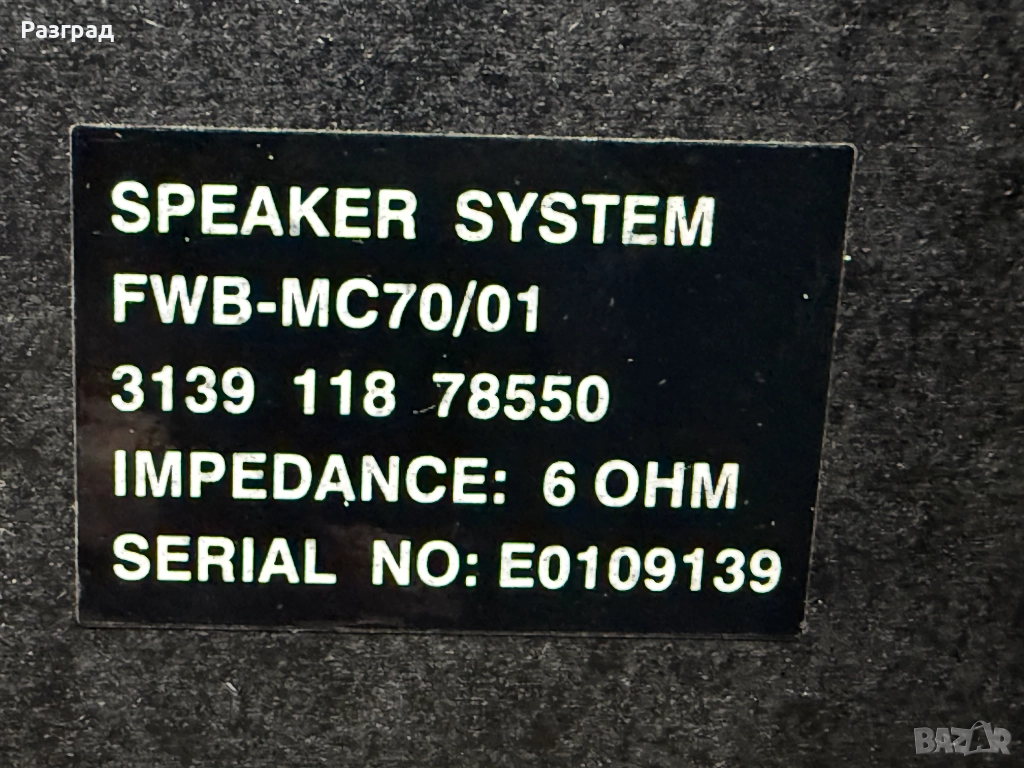 Разград
SPEAKER SYSTEM
FWB-MC70/01
3139 118 78550
IMPEDANCE: 6 OHM
SERIAL NO: E0109139
BAZAR